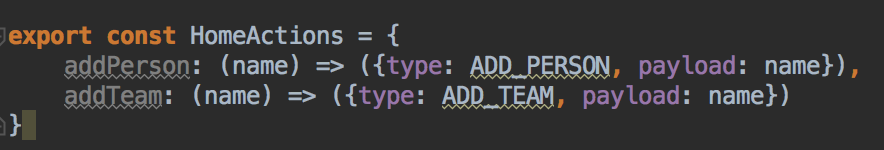 export const HomeActions = {
addPerson: (name) => ({type: ADD_PERSON, payload: name}),
addTeam: (name) => ({type: ADD_TEAM, payload: name})
}